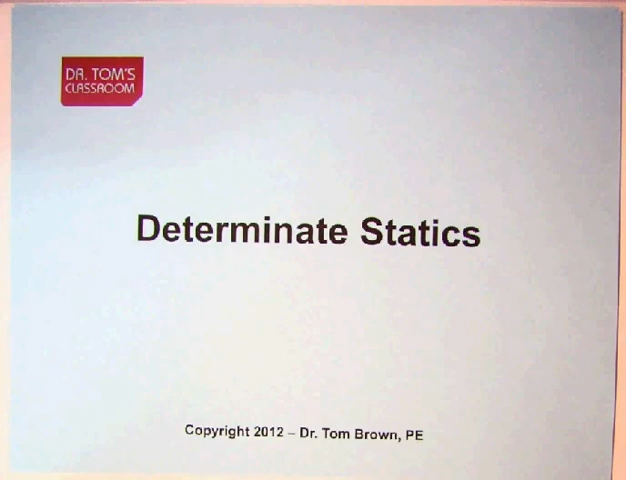 DR. TOM'S
CLASSROOM
Determinate Statics
Copyright 2012 – Dr. Tom Brown, PE